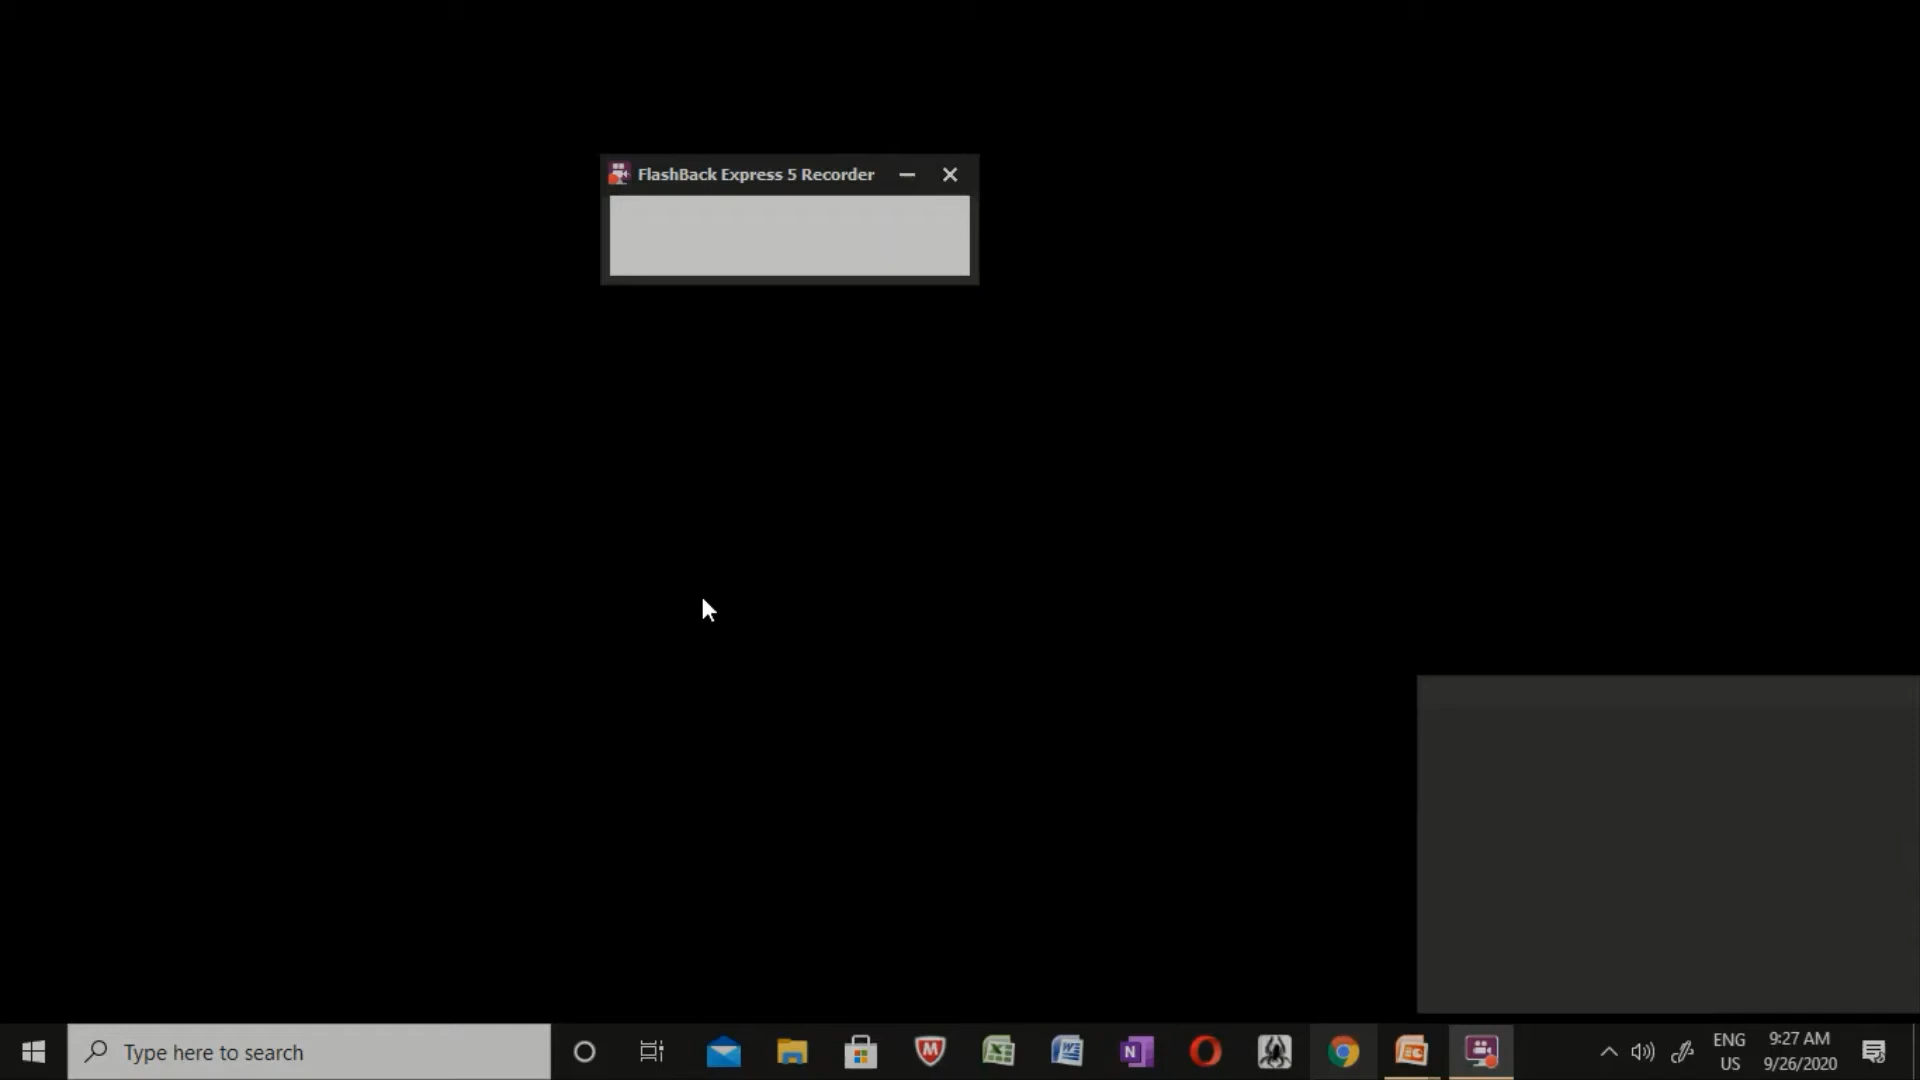 FlashBack Express 5 Recorder
Type here to search
ENG
US
9:27 AM
9/26/2020